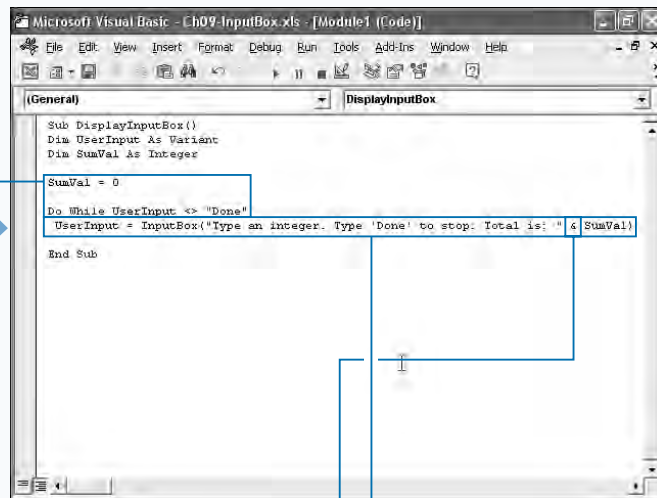 Microsoft Visual Basic - Ch09-InputBox.xls - [Module1 (Code)]
File Edit View Insert Format Debug Run Tools Add-Ins Window Help
(General) DisplayInputBox
Sub DisplayInputBox()
Dim UserInput As Variant
Dim SumVal As Integer
SumVal = 0
Do While UserInput <> "Done"
UserInput = InputBox("Type an integer. Type 'Done' to stop. Total is: " & SumVal)
End Sub